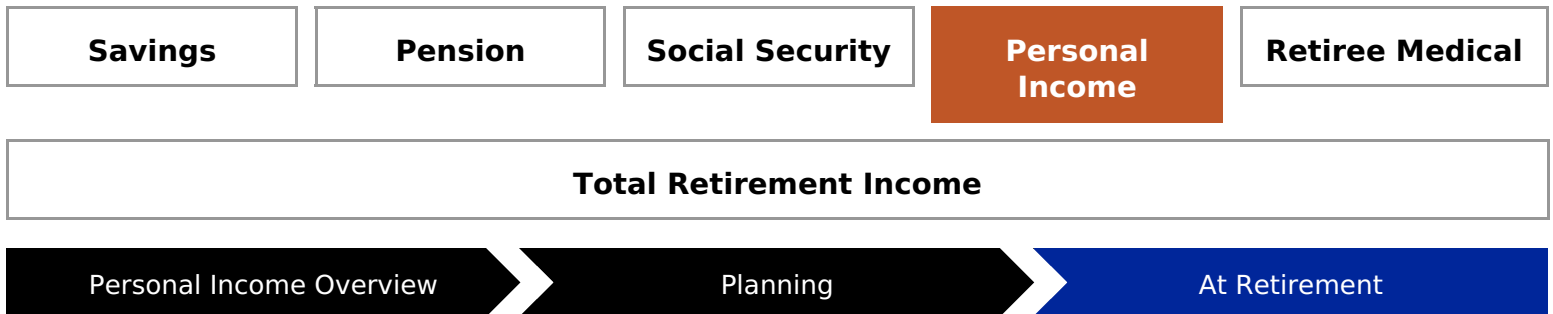 Savings
Pension
Social Security
Personal
Income
Retiree Medical
Total Retirement Income
Personal Income Overview
Planning
At Retirement